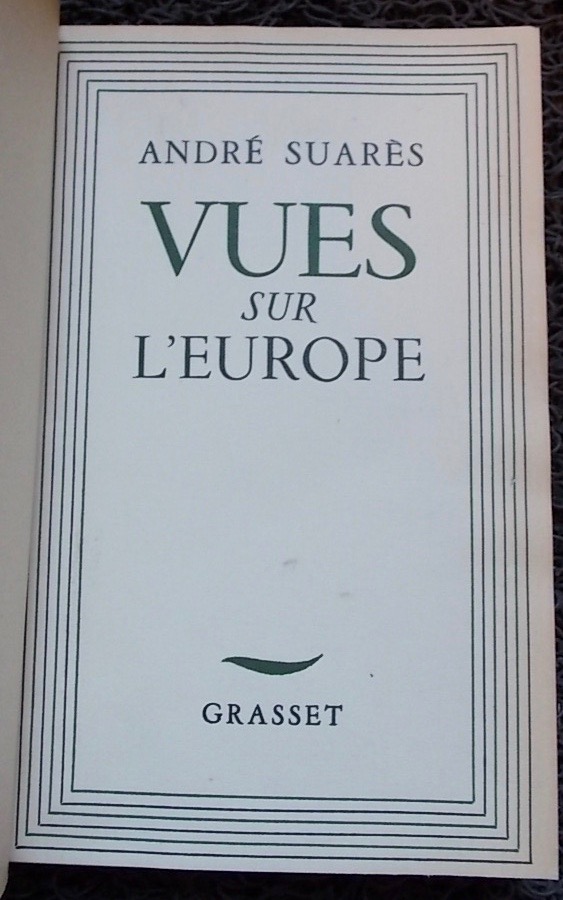 ANDRÉ SUARÈS
VUES
SUR
L'EUROPE
GRASSET